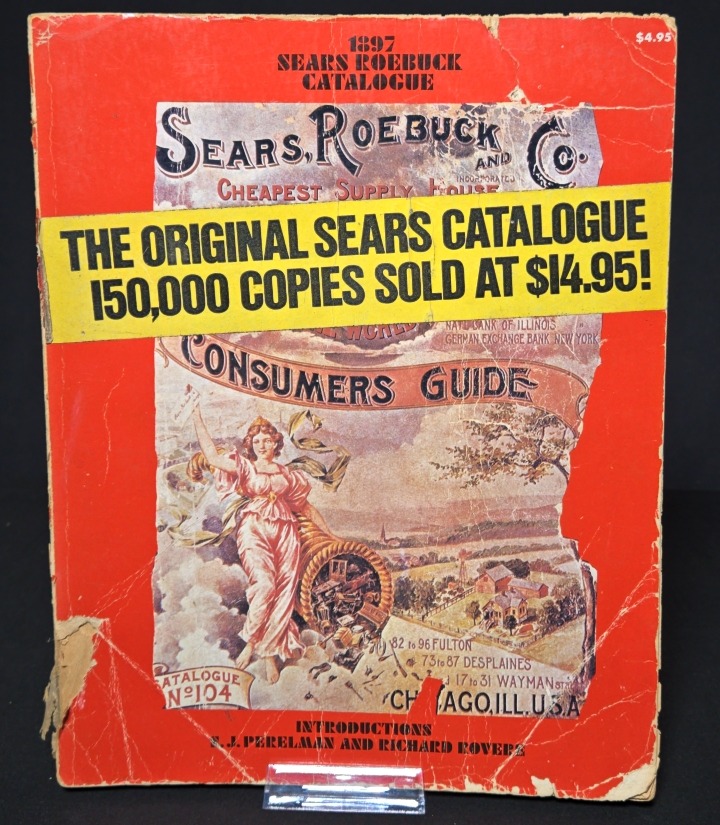 1897
SEARS ROEBUCK
CATALOGUE
$4.95
SEARS, ROEBUCK AND Co.
INCORPORATED
CHEAPEST SUPPLY HOUSE
THE ORIGINAL SEARS CATALOGUE
150,000 COPIES SOLD AT $14.95!
WORLD
NAT'L BANK OF ILLINOIS
GERMAN EXCHANGE BANK NEW YORK
CONSUMERS GUIDE
82 to 96 FULTON
73 to 87 DESPLAINES
17 to 31 WAYMAN
CATALOGUE
No 104
CHICAGO, ILL. U.S.A
INTRODUCTIONS
S. J. PERELMAN AND RICHARD ROVERE